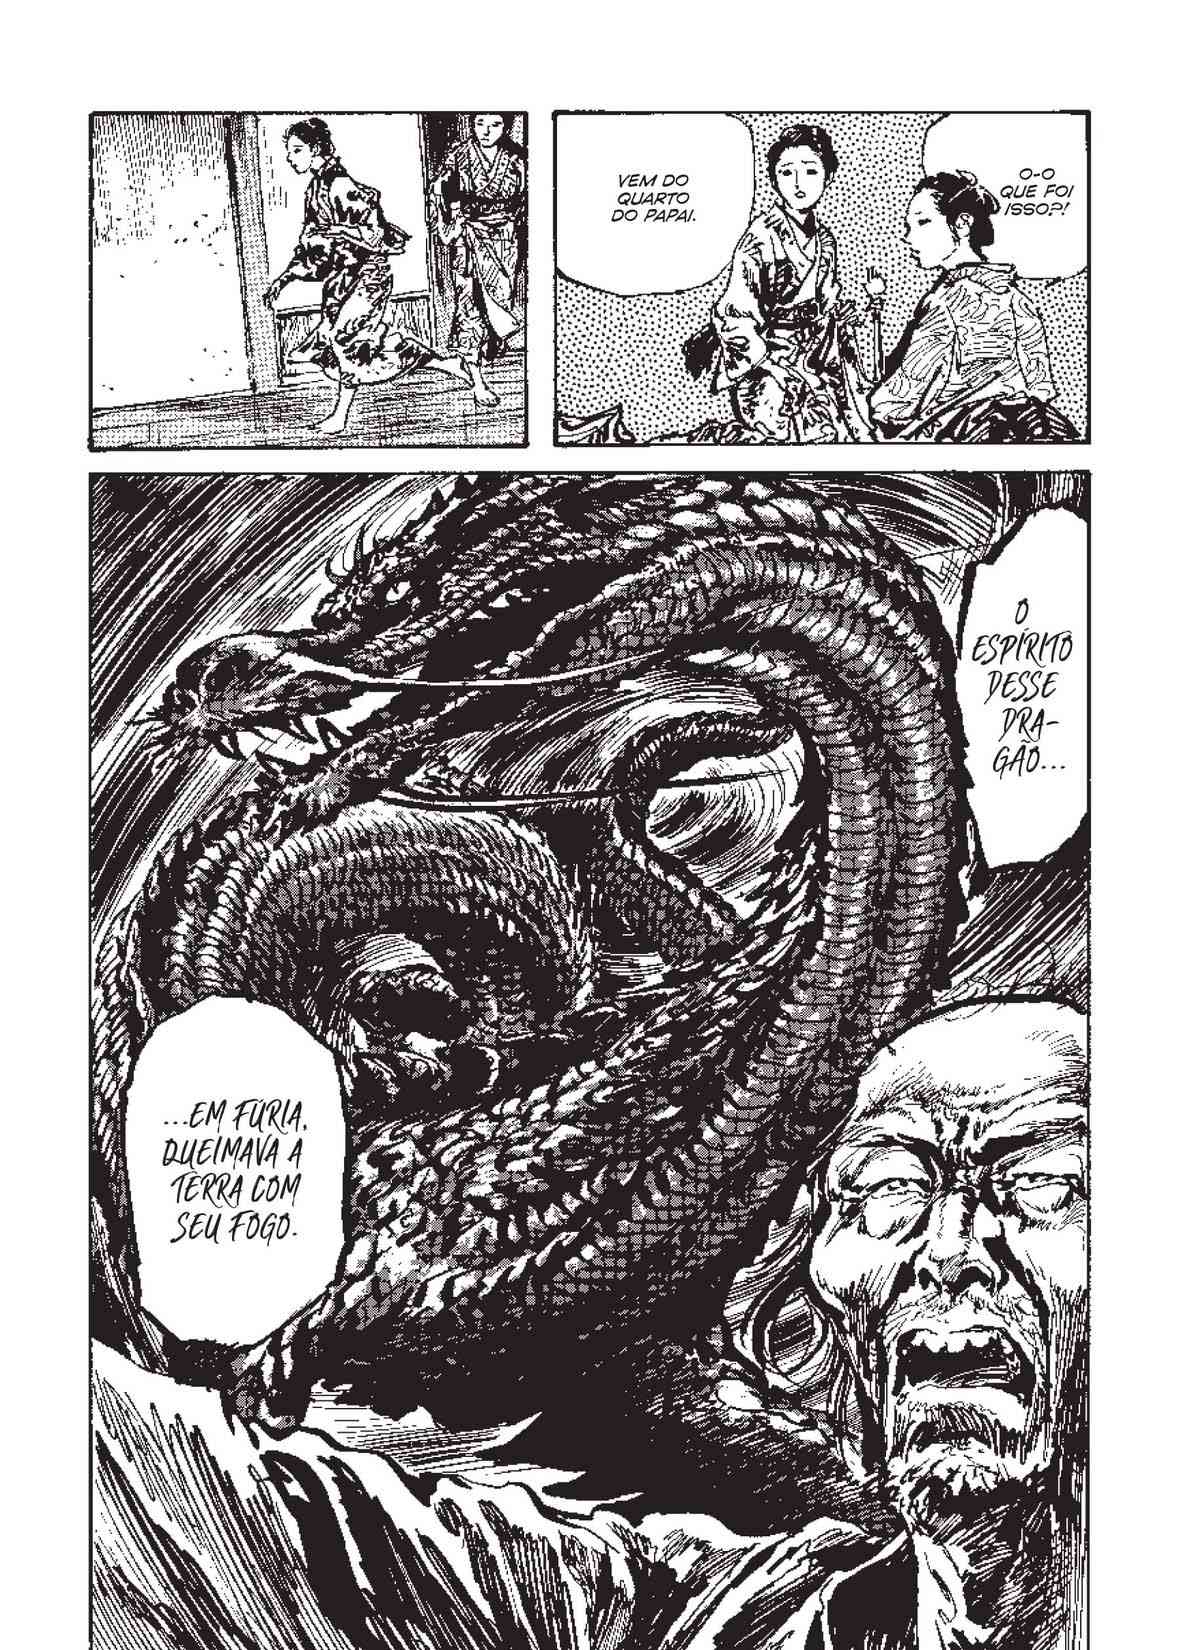 O-O
QUE FOI
ISSO?!
VEM DO
QUARTO
DO PAPAI.
O
ESPÍRITO
DESSE
DRA-
GÃO...
...EM FÚRIA,
QUEIMAVA A
TERRA COM
SEU FOGO.